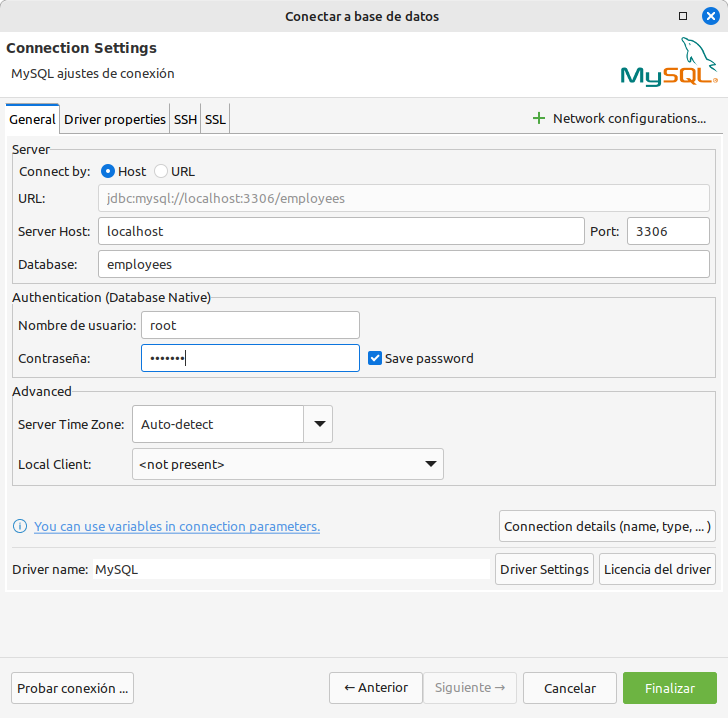 Conectar a base de datos
Connection Settings
MySQL ajustes de conexión
MySQL®
General Driver properties SSH SSL + Network configurations...
Server
Connect by: Host URL
URL: jdbc:mysql://localhost:3306/employees
Server Host: localhost Port: 3306
Database: employees
Authentication (Database Native)
Nombre de usuario: root
Contraseña: ••••••• Save password
Advanced
Server Time Zone: Auto-detect
Local Client: <not present>
You can use variables in connection parameters. Connection details (name, type, ... )
Driver name: MySQL Driver Settings Licencia del driver
Probar conexión ... ← Anterior Siguiente → Cancelar Finalizar